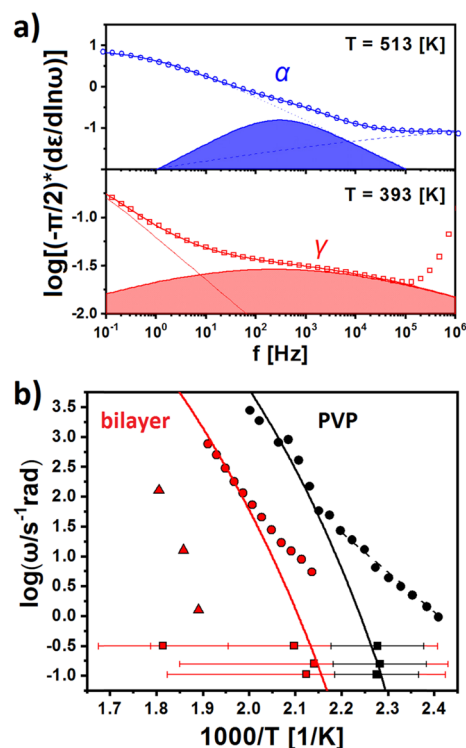 a)
T = 513 [K]
α
1
0
-1
log[(-π/2)*(dε/dlnω)]
T = 393 [K]
γ
-1.0
-1.5
-2.0
10⁻¹ 10⁰ 10¹ 10² 10³ 10⁴ 10⁵ 10⁶
f [Hz]
b)
bilayer
PVP
3.5
3.0
2.5
2.0
1.5
1.0
0.5
0.0
-0.5
-1.0
log(ω/s⁻¹rad)
1.7 1.8 1.9 2.0 2.1 2.2 2.3 2.4
1000/T [1/K]